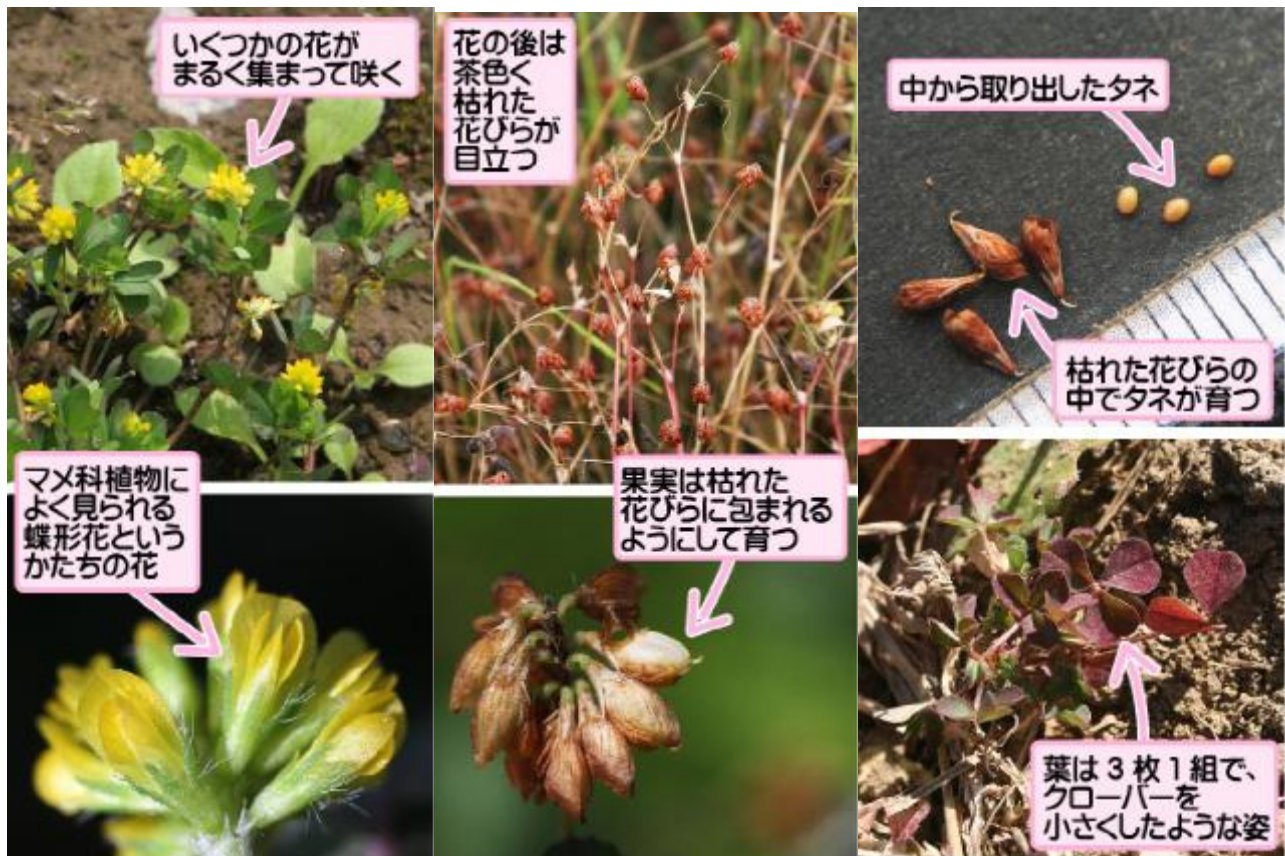 いくつかの花が
まるく集まって咲く
花の後は
茶色く
枯れた
花びらが
目立つ
中から取り出したタネ
枯れた花びらの
中でタネが育つ
マメ科植物に
よく見られる
蝶形花という
かたちの花
果実は枯れた
花びらに包まれる
ようにして育つ
葉は3枚1組で、
クローバーを
小さくしたような姿